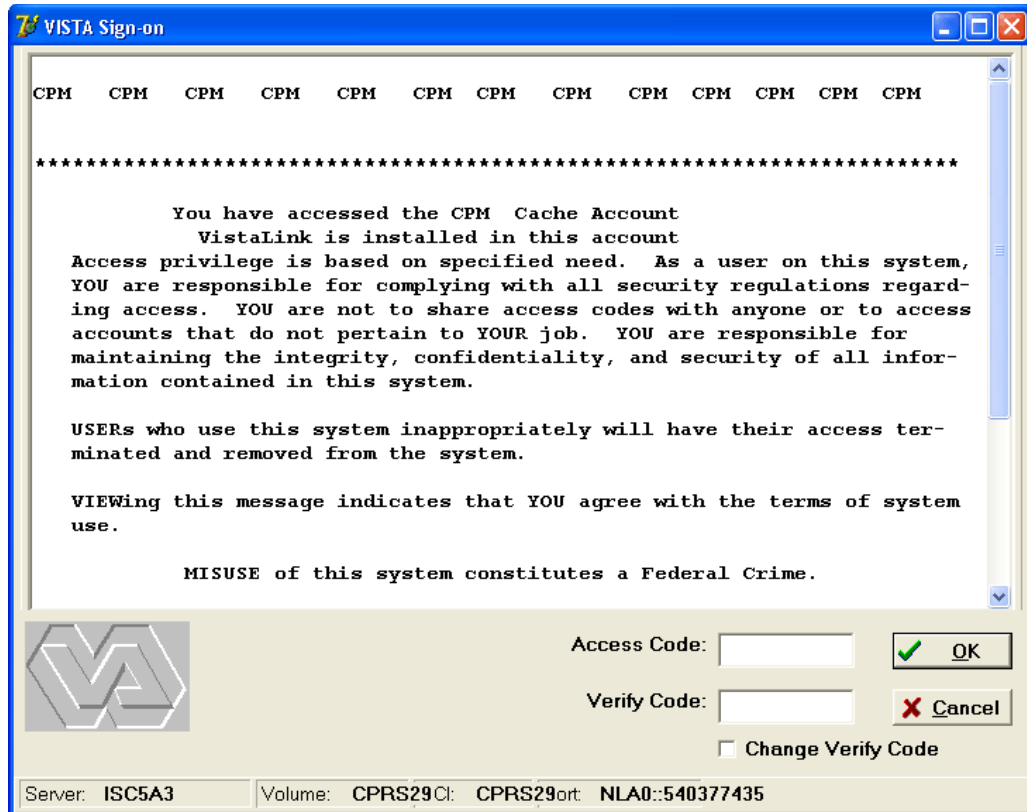 VISTA Sign-on
CPM CPM CPM CPM CPM CPM CPM CPM CPM CPM CPM CPM CPM
*************************************************************************
You have accessed the CPM Cache Account
VistaLink is installed in this account
Access privilege is based on specified need. As a user on this system,
YOU are responsible for complying with all security regulations regard-
ing access. YOU are not to share access codes with anyone or to access
accounts that do not pertain to YOUR job. YOU are responsible for
maintaining the integrity, confidentiality, and security of all infor-
mation contained in this system.
USERs who use this system inappropriately will have their access ter-
minated and removed from the system.
VIEWing this message indicates that YOU agree with the terms of system
use.
MISUSE of this system constitutes a Federal Crime.
Access Code:
OK
Verify Code:
Cancel
Change Verify Code
Server: ISC5A3 Volume: CPRS29 CI: CPRS29 ort: NLA0::540377435